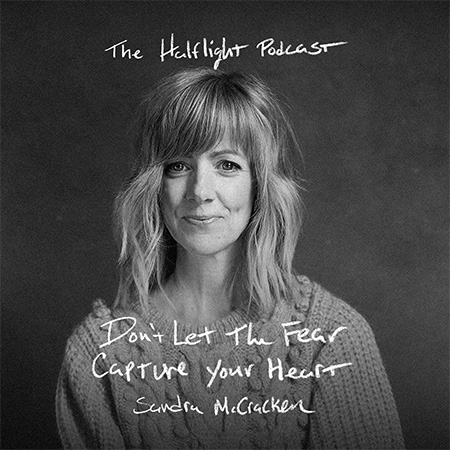 The Halflight Podcast
Don't Let The Fear
Capture Your Heart
Sandra McCracken